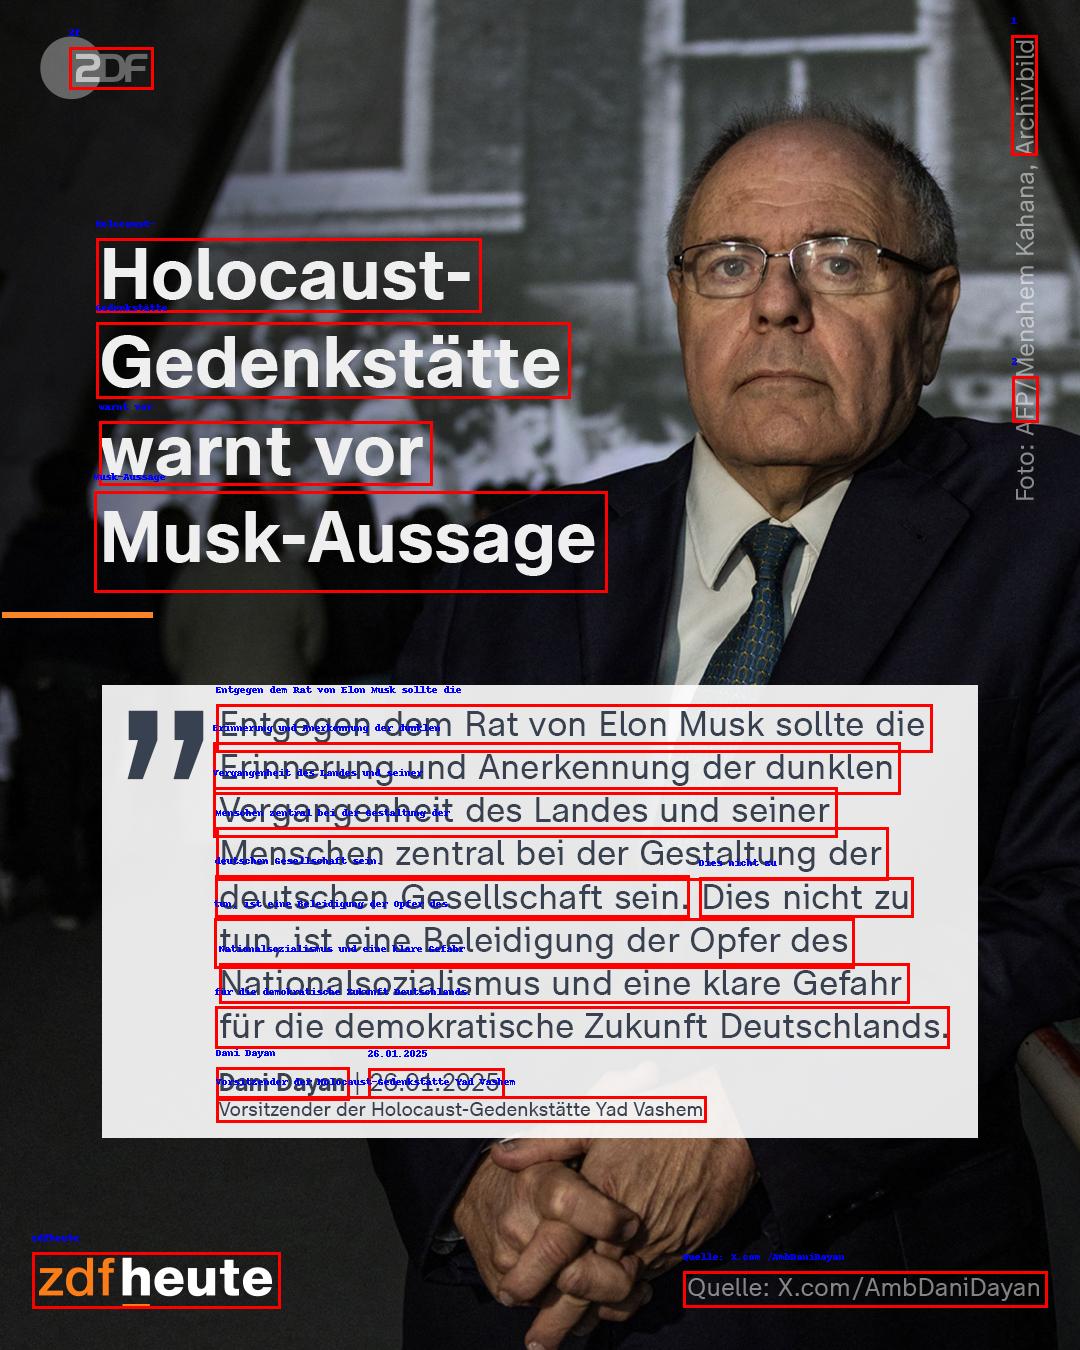 ZDF
Foto: AFP/Menahem Kahana, Archivbild
Holocaust-
Gedenkstätte
warnt vor
Musk-Aussage
„Entgegen dem Rat von Elon Musk sollte die
Erinnerung und Anerkennung der dunklen
Vergangenheit des Landes und seiner
Menschen zentral bei der Gestaltung der
deutschen Gesellschaft sein. Dies nicht zu
tun, ist eine Beleidigung der Opfer des
Nationalsozialismus und eine klare Gefahr
für die demokratische Zukunft Deutschlands.
Dani Dayan | 26.01.2025
Vorsitzender der Holocaust-Gedenkstätte Yad Vashem
zdfheute
Quelle: X.com/AmbDaniDayan